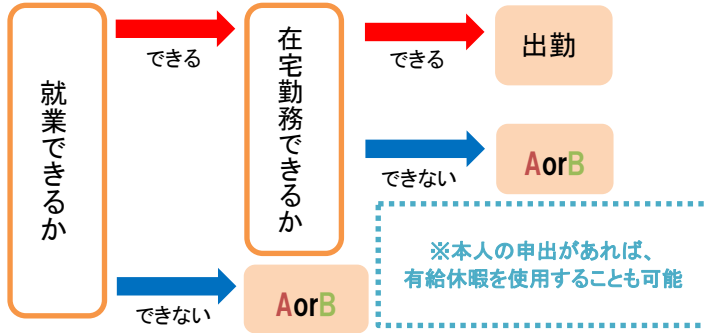 就業できるか
できる
在宅勤務できるか
できる
出勤
できない
AorB
できない
AorB
※本人の申出があれば、
有給休暇を使用することも可能